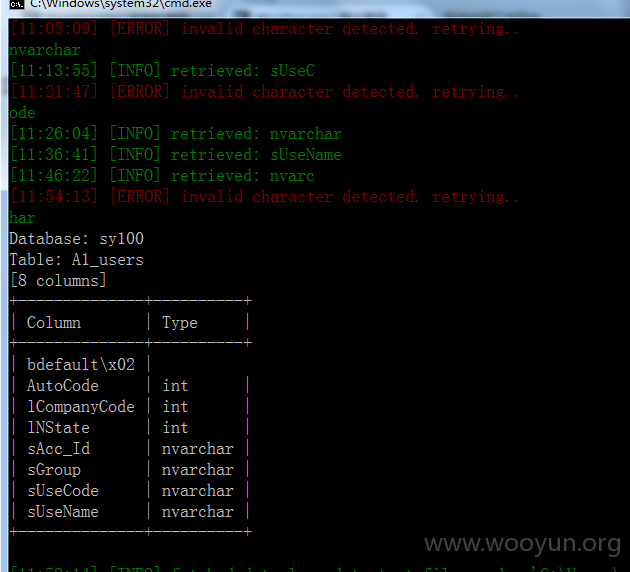 C:\Windows\system32\cmd.exe
[11:03:09] [ERROR] invalid character detected. retrying..
nvarchar
[11:13:55] [INFO] retrieved: sUseC
[11:21:47] [ERROR] invalid character detected. retrying..
ode
[11:26:04] [INFO] retrieved: nvarchar
[11:36:41] [INFO] retrieved: sUseName
[11:46:22] [INFO] retrieved: nvarc
[11:54:13] [ERROR] invalid character detected. retrying..
har
Database: sy100
Table: A1_users
[8 columns]
+--------------+----------+
| Column       | Type     |
+--------------+----------+
| bdefault\x02 |
| AutoCode     | int      |
| lCompanyCode | int      |
| lNState      | int      |
| sAcc_Id      | nvarchar |
| sGroup       | nvarchar |
| sUseCode     | nvarchar |
| sUseName     | nvarchar |
+--------------+----------+
www.wooyun.org